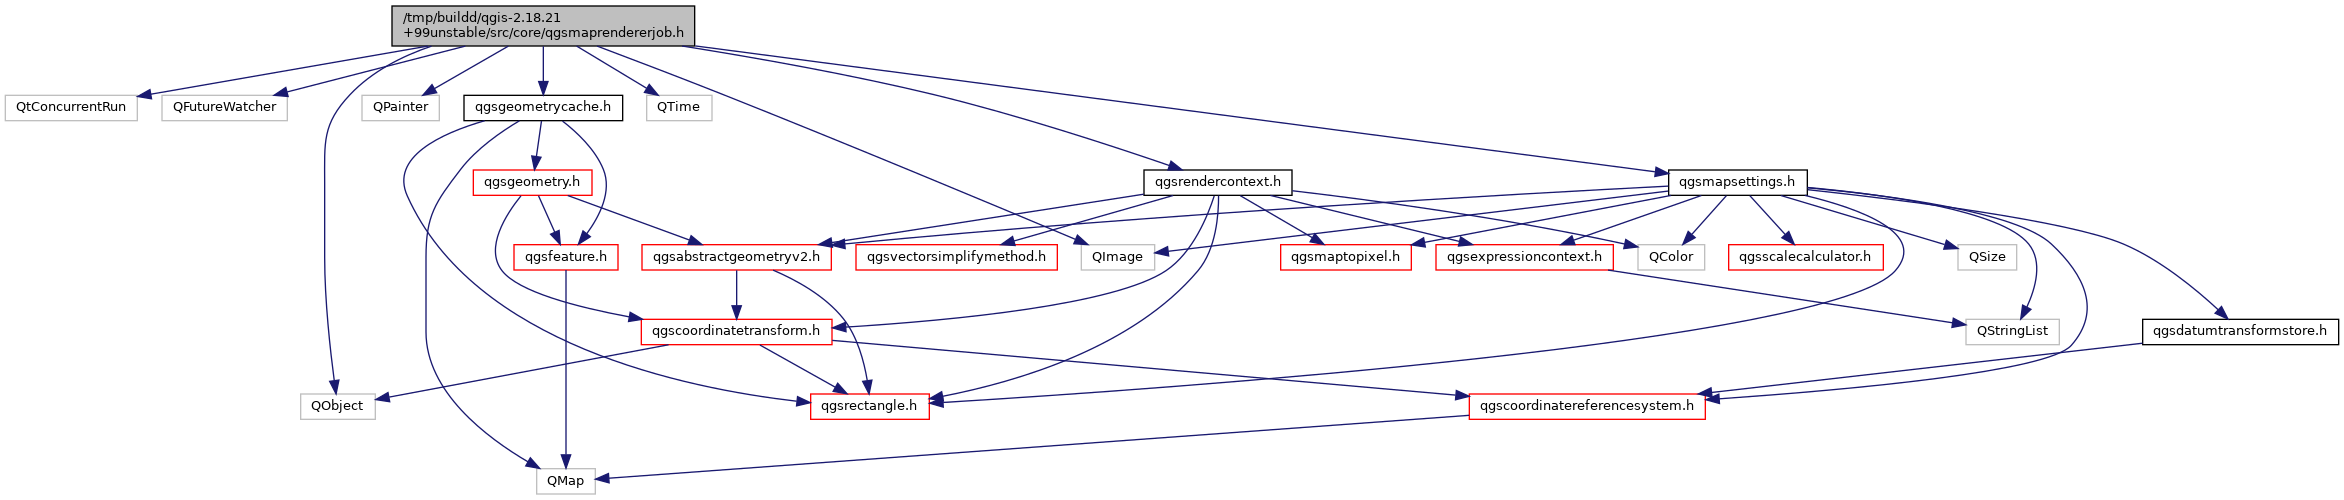 /tmp/buildd/qgis-2.18.21
+99unstable/src/core/qgsmaprendererjob.h
QtConcurrentRun
QFutureWatcher
QPainter
qgsgeometrycache.h
QTime
qgsgeometry.h
qgsrendercontext.h
qgsmapsettings.h
qgsfeature.h
qgsabstractgeometryv2.h
qgsvectorsimplifymethod.h
QImage
qgsmaptopixel.h
qgsexpressioncontext.h
QColor
qgsscalecalculator.h
QSize
qgscoordinatetransform.h
QStringList
qgsdatumtransformstore.h
QObject
qgsrectangle.h
qgscoordinatereferencesystem.h
QMap